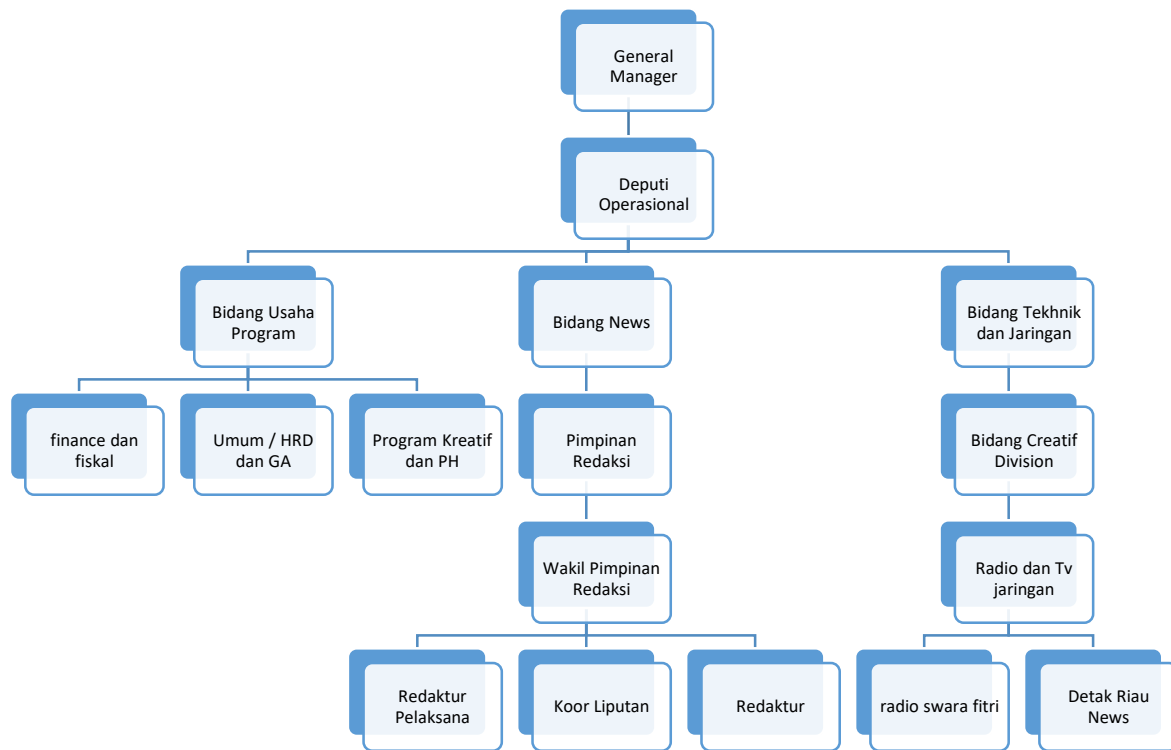 General
Manager
Deputi
Operasional
Bidang Usaha
Program
Bidang News
Bidang Tekhnik
dan Jaringan
finance dan
fiskal
Umum / HRD
dan GA
Program Kreatif
dan PH
Pimpinan
Redaksi
Bidang Creatif
Division
Wakil Pimpinan
Redaksi
Radio dan Tv
jaringan
Redaktur
Pelaksana
Koor Liputan
Redaktur
radio swara fitri
Detak Riau
News